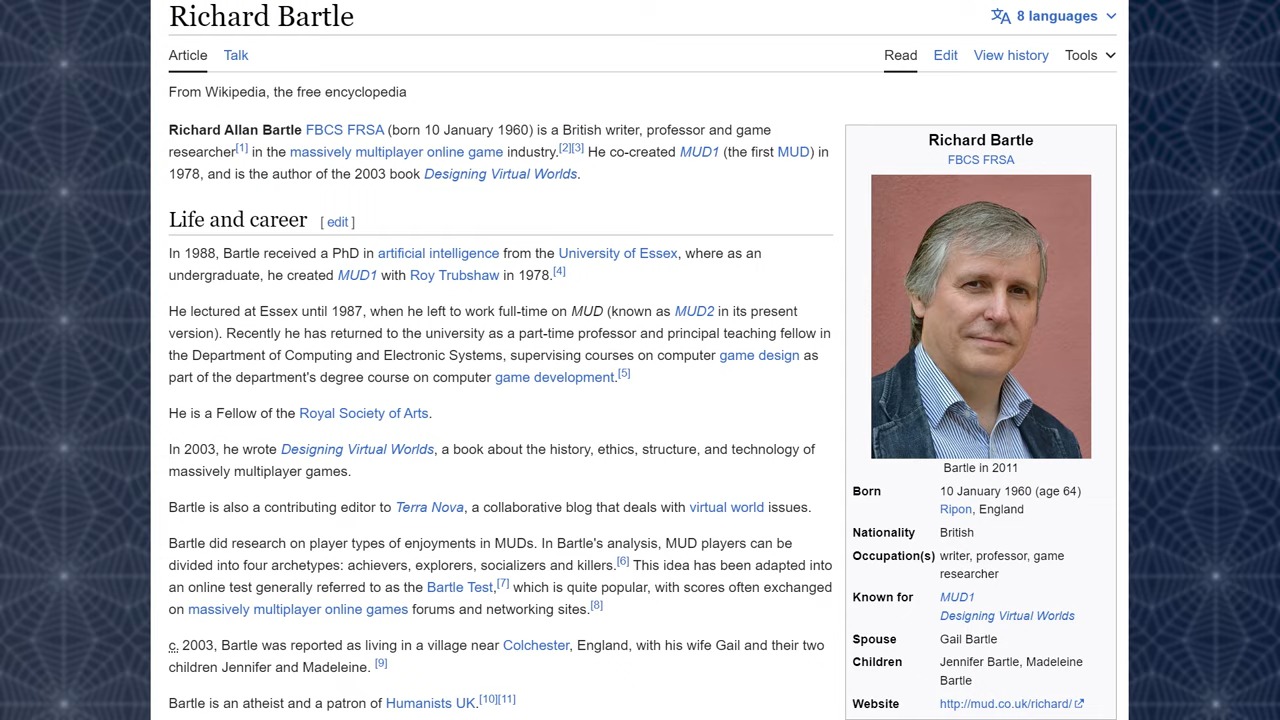 Richard Bartle
8 languages
Article Talk
Read Edit View history Tools
From Wikipedia, the free encyclopedia
Richard Allan Bartle FBCS FRSA (born 10 January 1960) is a British writer, professor and game
researcher[1] in the massively multiplayer online game industry.[2][3] He co-created MUD1 (the first MUD) in
1978, and is the author of the 2003 book Designing Virtual Worlds.
Life and career [ edit ]
In 1988, Bartle received a PhD in artificial intelligence from the University of Essex, where as an
undergraduate, he created MUD1 with Roy Trubshaw in 1978.[4]
He lectured at Essex until 1987, when he left to work full-time on MUD (known as MUD2 in its present
version). Recently he has returned to the university as a part-time professor and principal teaching fellow in
the Department of Computing and Electronic Systems, supervising courses on computer game design as
part of the department's degree course on computer game development.[5]
He is a Fellow of the Royal Society of Arts.
In 2003, he wrote Designing Virtual Worlds, a book about the history, ethics, structure, and technology of
massively multiplayer games.
Bartle is also a contributing editor to Terra Nova, a collaborative blog that deals with virtual world issues.
Bartle did research on player types of enjoyments in MUDs. In Bartle's analysis, MUD players can be
divided into four archetypes: achievers, explorers, socializers and killers.[6] This idea has been adapted into
an online test generally referred to as the Bartle Test,[7] which is quite popular, with scores often exchanged
on massively multiplayer online games forums and networking sites.[8]
c. 2003, Bartle was reported as living in a village near Colchester, England, with his wife Gail and their two
children Jennifer and Madeleine. [9]
Bartle is an atheist and a patron of Humanists UK.[10][11]
Richard Bartle
FBCS FRSA
Bartle in 2011
Born 10 January 1960 (age 64)
Ripon, England
Nationality British
Occupation(s) writer, professor, game
researcher
Known for MUD1
Designing Virtual Worlds
Spouse Gail Bartle
Children Jennifer Bartle, Madeleine
Bartle
Website http://mud.co.uk/richard/